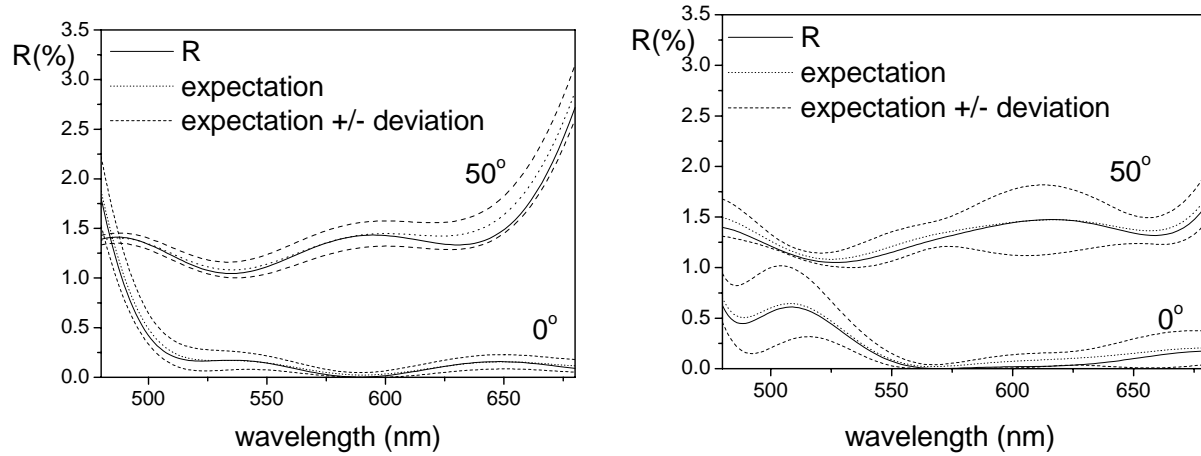 3.5
R(%)
3.0
2.5
2.0
1.5
1.0
0.5
0.0
R
expectation
expectation +/- deviation
50°
0°
500 550 600 650
wavelength (nm)
3.5
R(%)
3.0
2.5
2.0
1.5
1.0
0.5
0.0
R
expectation
expectation +/- deviation
50°
0°
500 550 600 650
wavelength (nm)